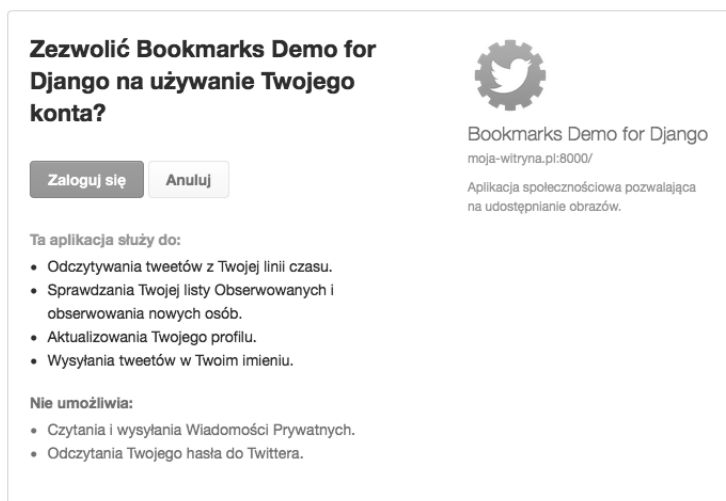 Zezwolić Bookmarks Demo for
Django na używanie Twojego
konta?
Zaloguj się
Anuluj
Ta aplikacja służy do:
• Odczytywania tweetów z Twojej linii czasu.
• Sprawdzania Twojej listy Obserwowanych i
obserwowania nowych osób.
• Aktualizowania Twojego profilu.
• Wysyłania tweetów w Twoim imieniu.
Nie umożliwia:
• Czytania i wysyłania Wiadomości Prywatnych.
• Odczytania Twojego hasła do Twittera.
Bookmarks Demo for Django
moja-witryna.pl:8000/
Aplikacja społecznościowa pozwalająca
na udostępnianie obrazów.